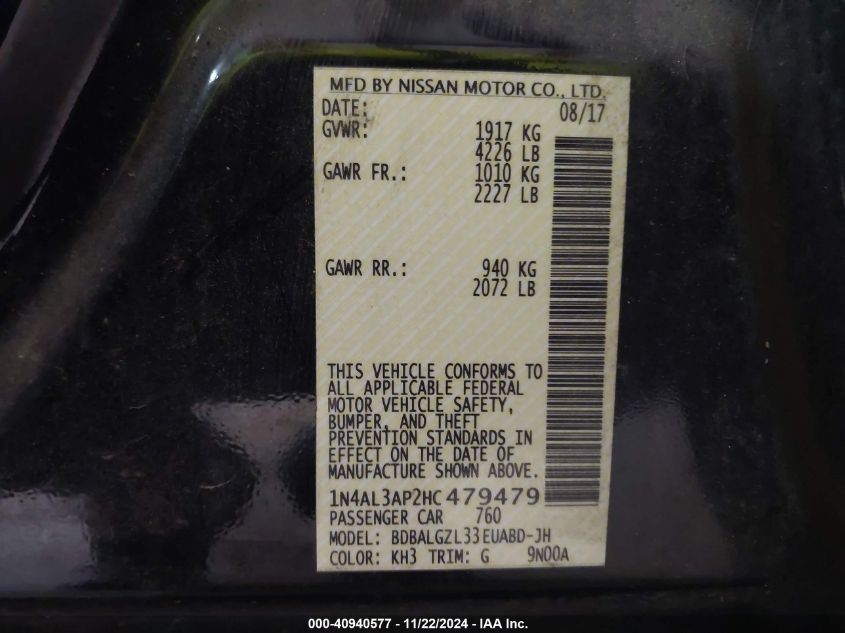 MFD BY NISSAN MOTOR CO., LTD.
DATE: 08/17
GVWR: 1917 KG
4226 LB
GAWR FR.: 1010 KG
2227 LB
GAWR RR.: 940 KG
2072 LB
THIS VEHICLE CONFORMS TO
ALL APPLICABLE FEDERAL
MOTOR VEHICLE SAFETY,
BUMPER, AND THEFT
PREVENTION STANDARDS IN
EFFECT ON THE DATE OF
MANUFACTURE SHOWN ABOVE.
1N4AL3AP2HC479479
PASSENGER CAR 760
MODEL: BDBALGZL33EUABD-JH
COLOR: KH3 TRIM: G 9N00A
000-40940577 - 11/22/2024 - IAA Inc.